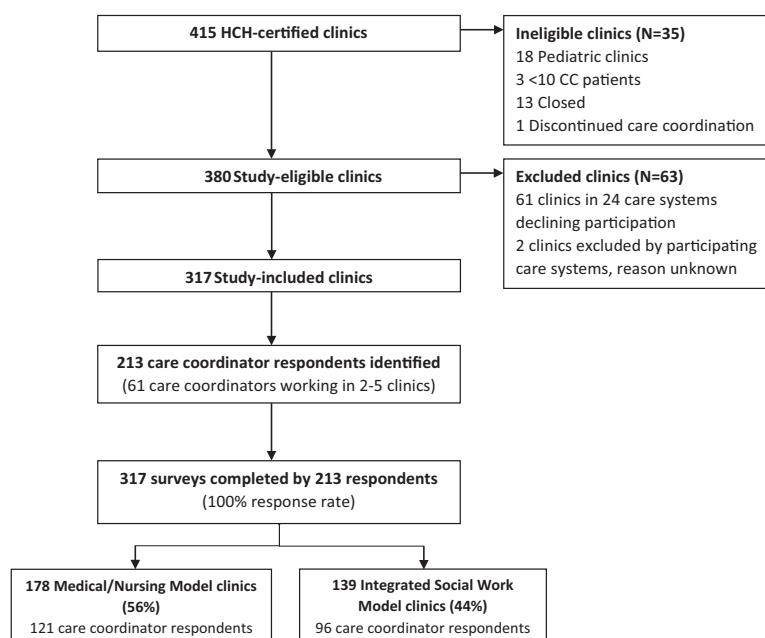 415 HCH-certified clinics
Ineligible clinics (N=35)
18 Pediatric clinics
3 <10 CC patients
13 Closed
1 Discontinued care coordination
380 Study-eligible clinics
Excluded clinics (N=63)
61 clinics in 24 care systems
declining participation
2 clinics excluded by participating
care systems, reason unknown
317 Study-included clinics
213 care coordinator respondents identified
(61 care coordinators working in 2-5 clinics)
317 surveys completed by 213 respondents
(100% response rate)
178 Medical/Nursing Model clinics
(56%)
121 care coordinator respondents
139 Integrated Social Work
Model clinics (44%)
96 care coordinator respondents